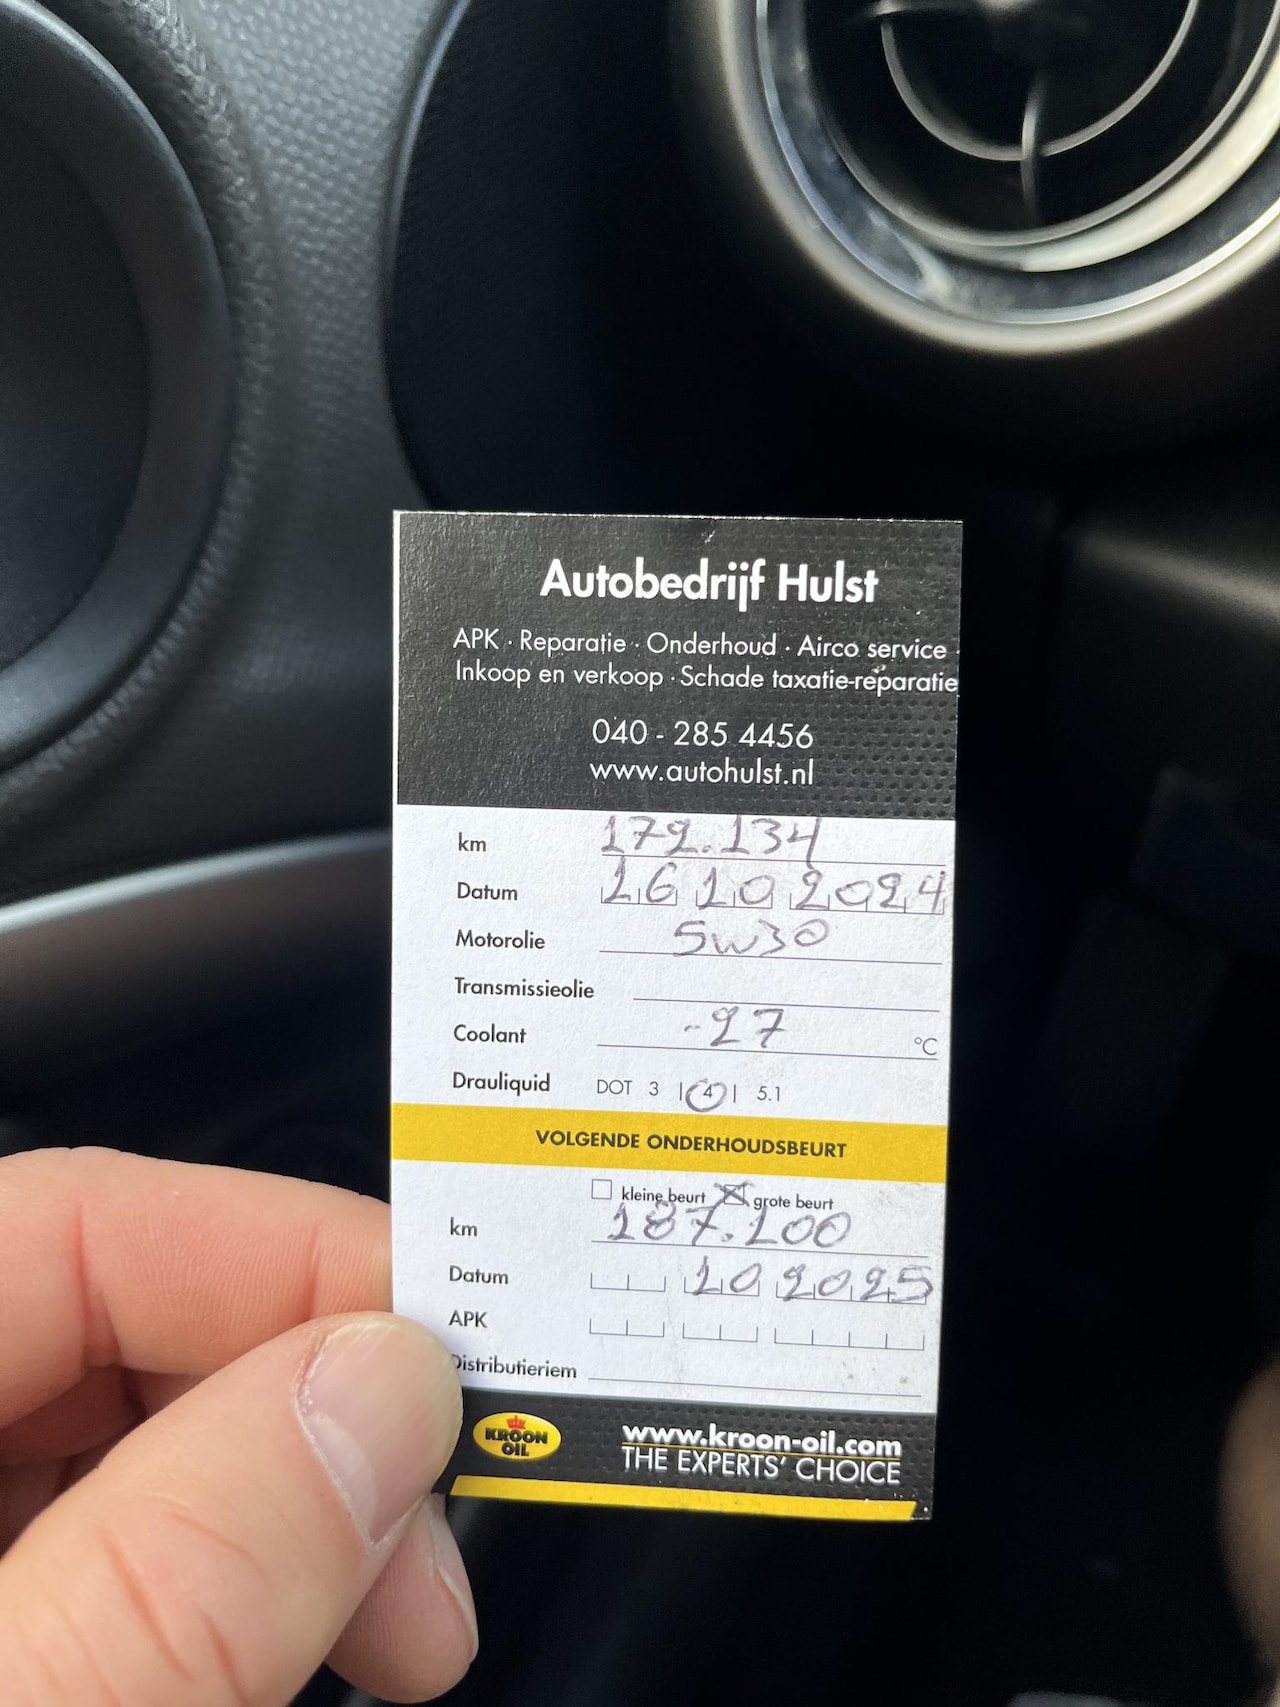 Autobedrijf Hulst
APK · Reparatie · Onderhoud · Airco service ·
Inkoop en verkoop · Schade taxatie-reparatie
040 - 285 4456
www.autohulst.nl
km 179.134
Datum 16 10 2024
Motorolie 5w30
Transmissieolie
Coolant -27 °C
Drauliquid DOT 3 | 4 | 5.1
VOLGENDE ONDERHOUDSBEURT
kleine beurt grote beurt
km 187.100
Datum 10 2025
APK
Distributieriem
KROON OIL
www.kroon-oil.com
THE EXPERTS' CHOICE